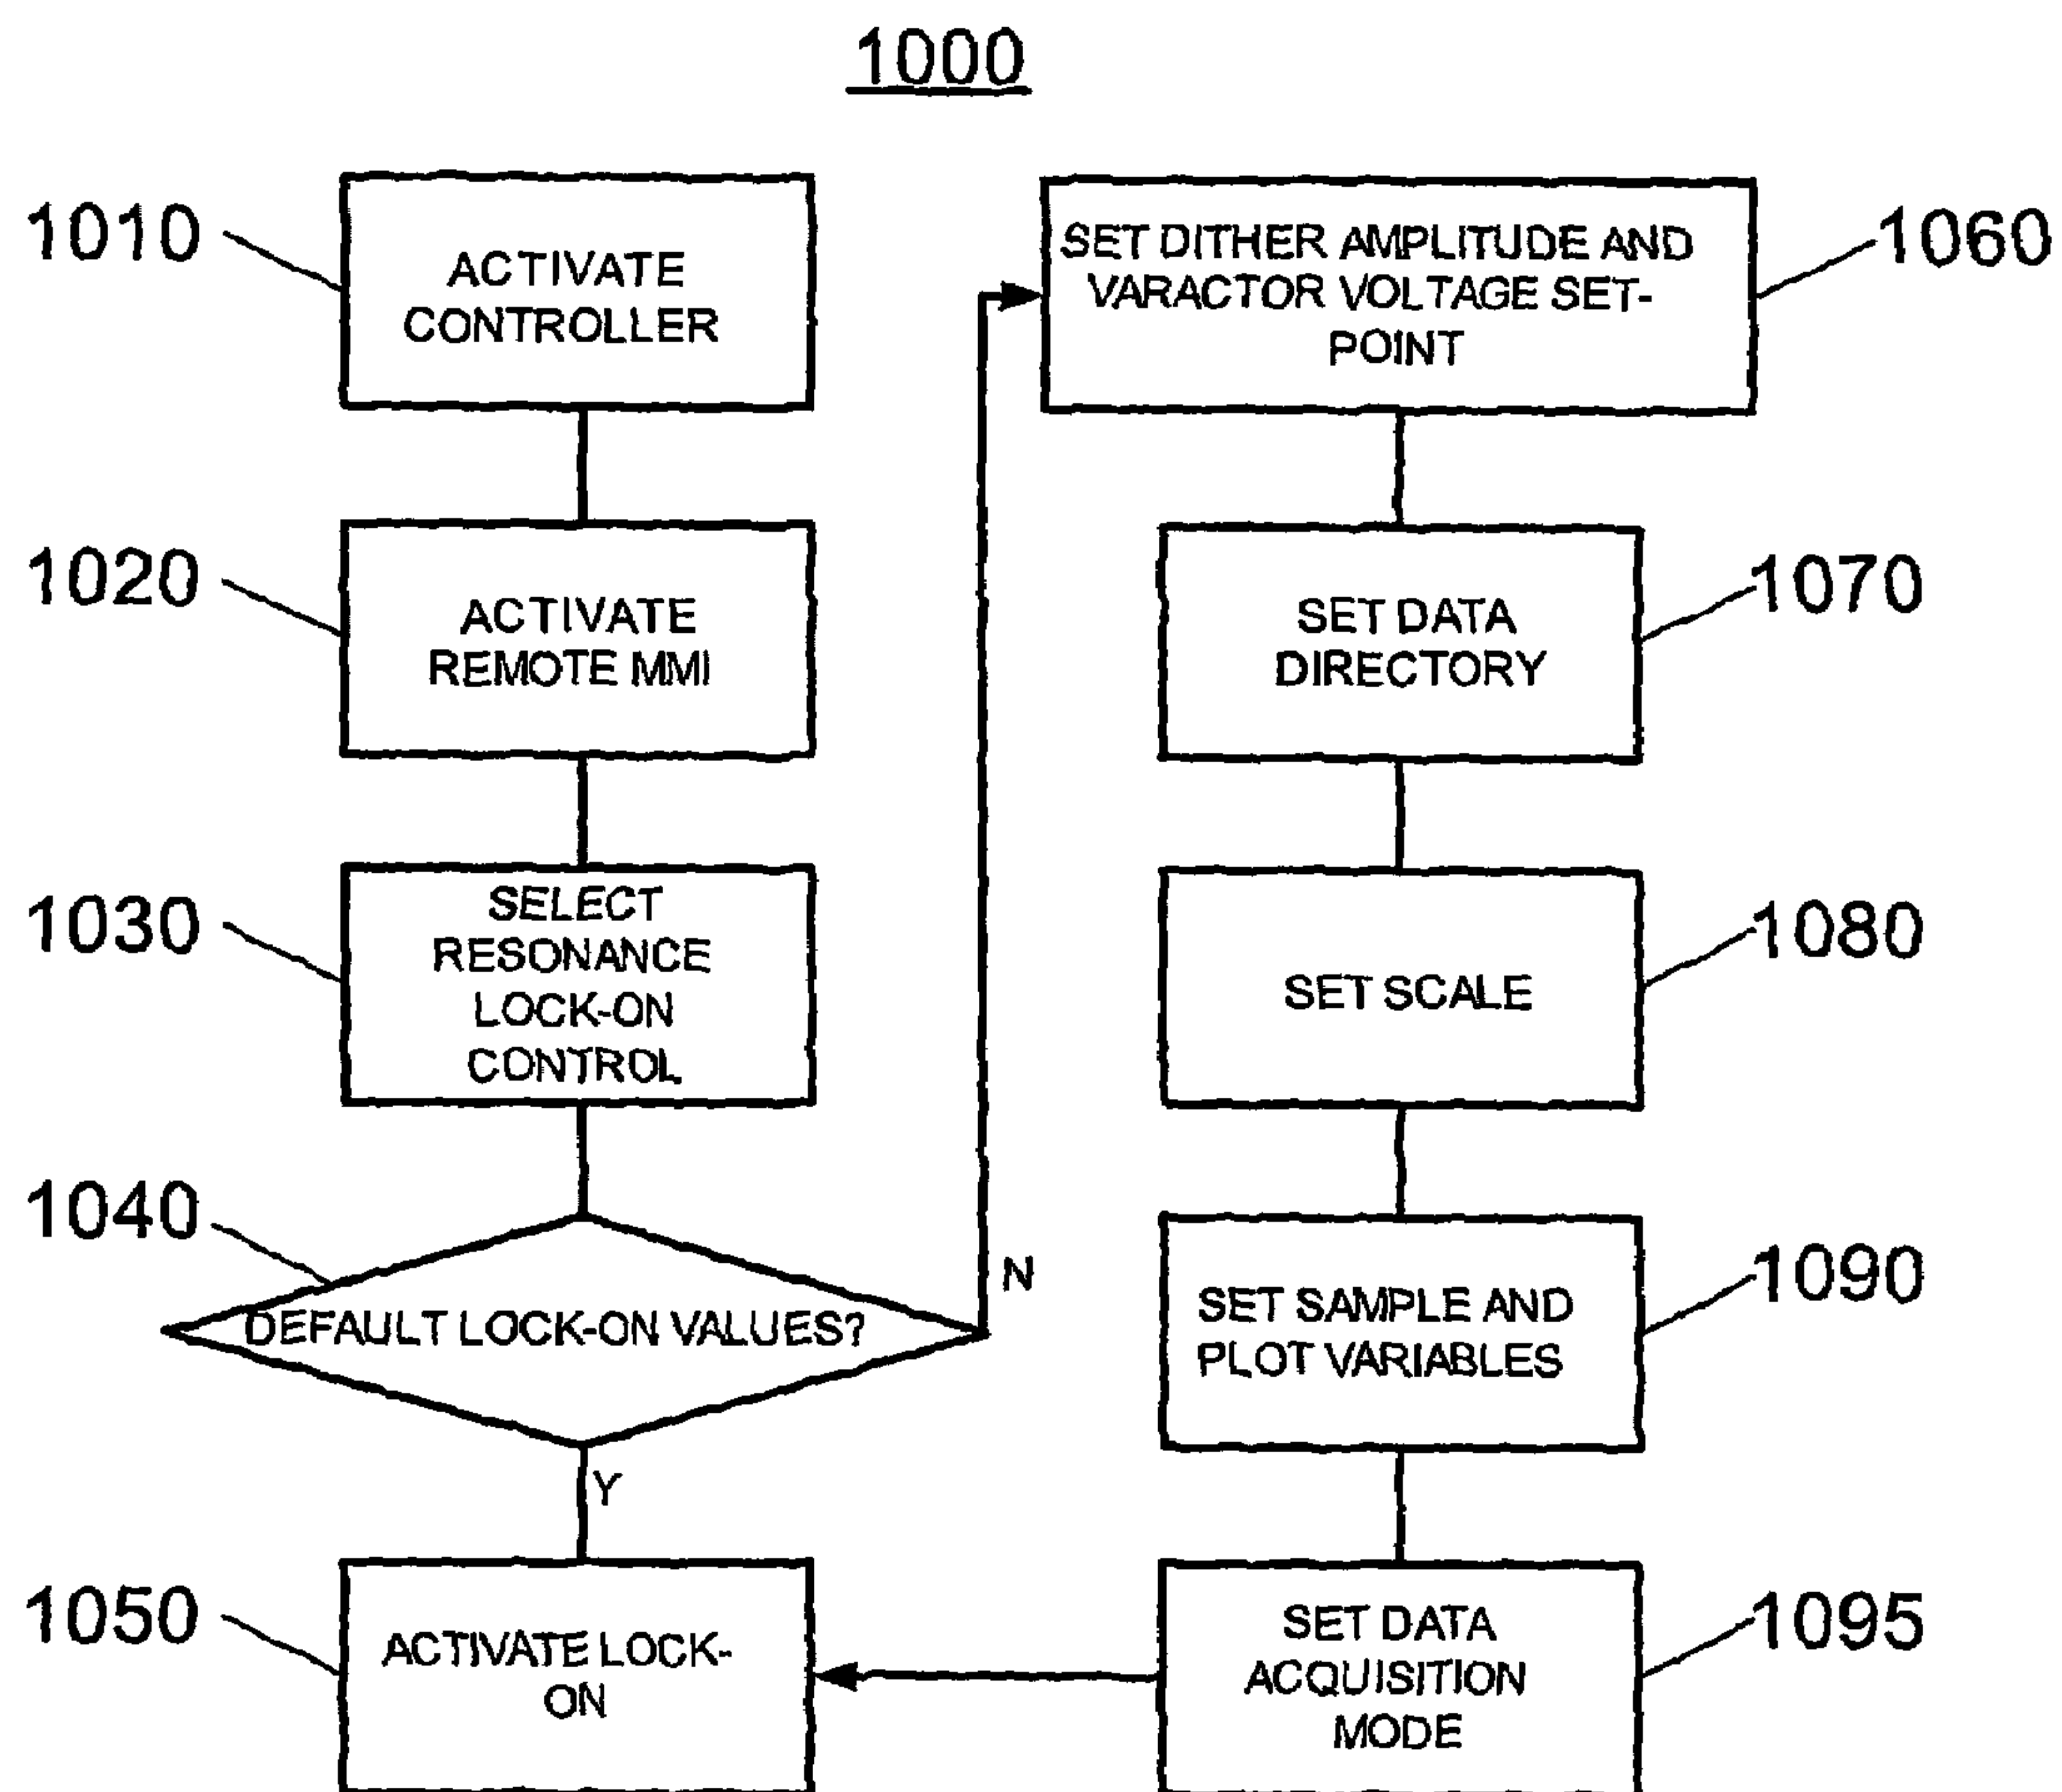 1000
1010
ACTIVATE
CONTROLLER
1020
ACTIVATE
REMOTE MMI
1030
SELECT
RESONANCE
LOCK-ON
CONTROL
1040
DEFAULT LOCK-ON VALUES?
N
Y
1050
ACTIVATE LOCK-
ON
1060
SET DITHER AMPLITUDE AND
VARACTOR VOLTAGE SET-
POINT
1070
SET DATA
DIRECTORY
1080
SET SCALE
1090
SET SAMPLE AND
PLOT VARIABLES
1095
SET DATA
ACQUISITION
MODE